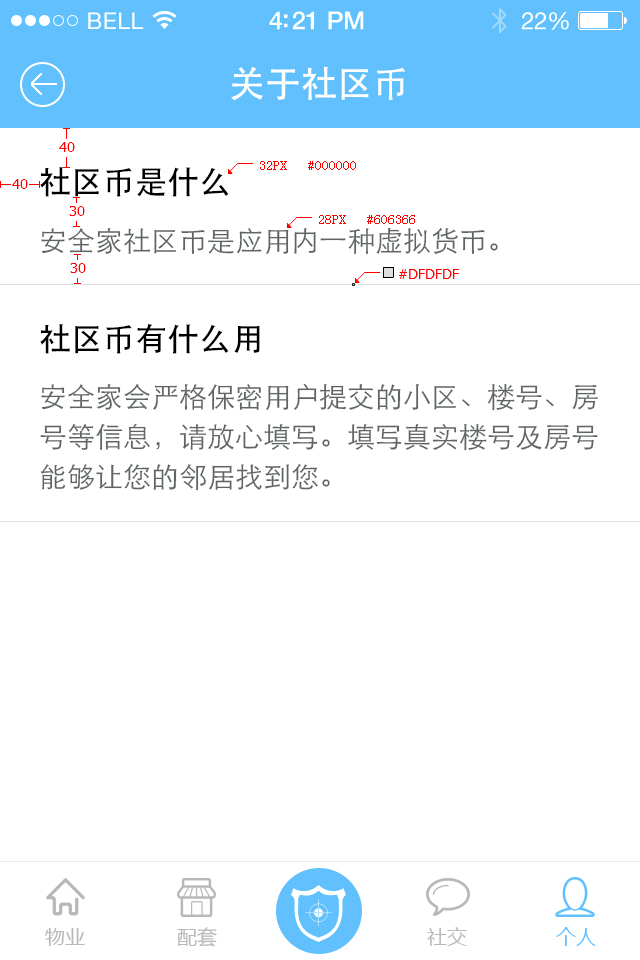 BELL 4:21 PM 22%
关于社区币
40
40 社区币是什么 32PX #000000
30
28PX #606366
安全家社区币是应用内一种虚拟货币。
30 #DFDFDF
社区币有什么用
安全家会严格保密用户提交的小区、楼号、房
号等信息，请放心填写。填写真实楼号及房号
能够让您的邻居找到您。
物业 配套 社交 个人